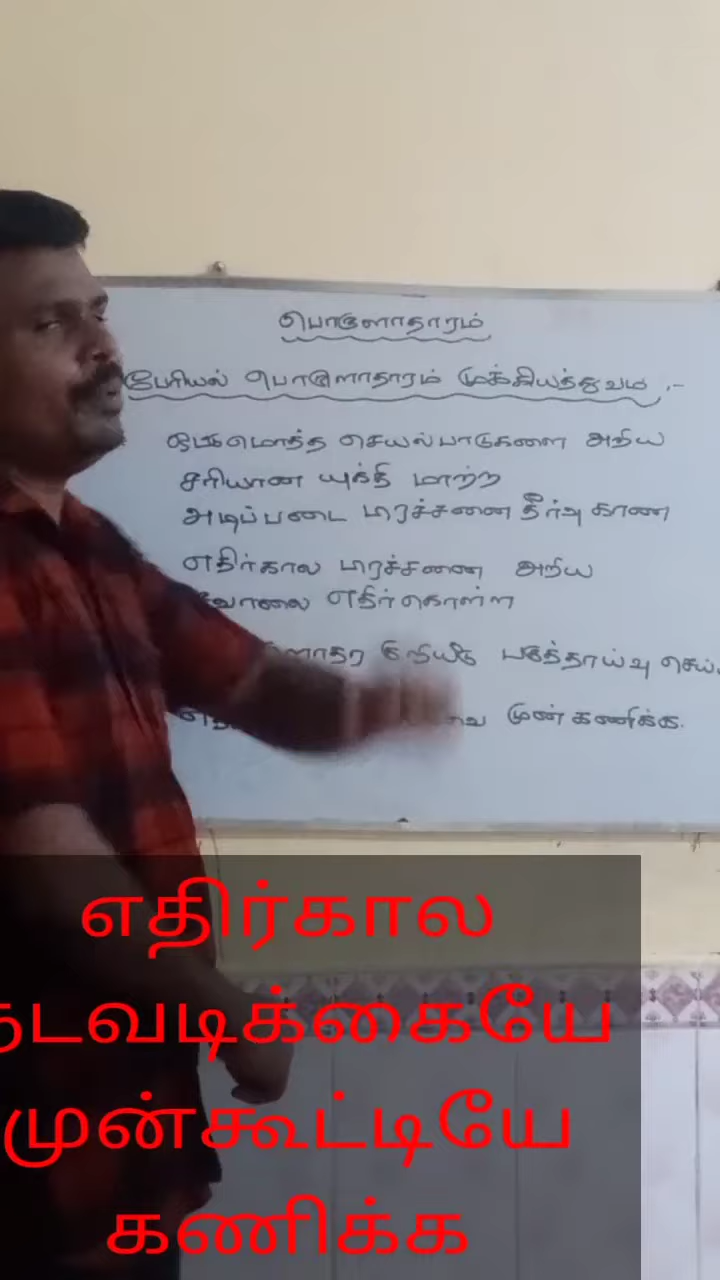 பொருளாதாரம்
பேரியல் பொருளாதாரம் முக்கியத்துவம் :-
ஒட்டுமொத்த செயல்பாடுகளை அறிய
சரியான யுக்தி மாற்ற
அடிப்படை பிரச்சனை தீர்வு காண
எதிர்கால பிரச்சனை அறிய
எதிர்கொள்ள
குறியீடு பகுத்தாய்வு
முன் கணிக்க.
எதிர்கால
நடவடிக்கையே
முன்கூட்டியே
கணிக்க